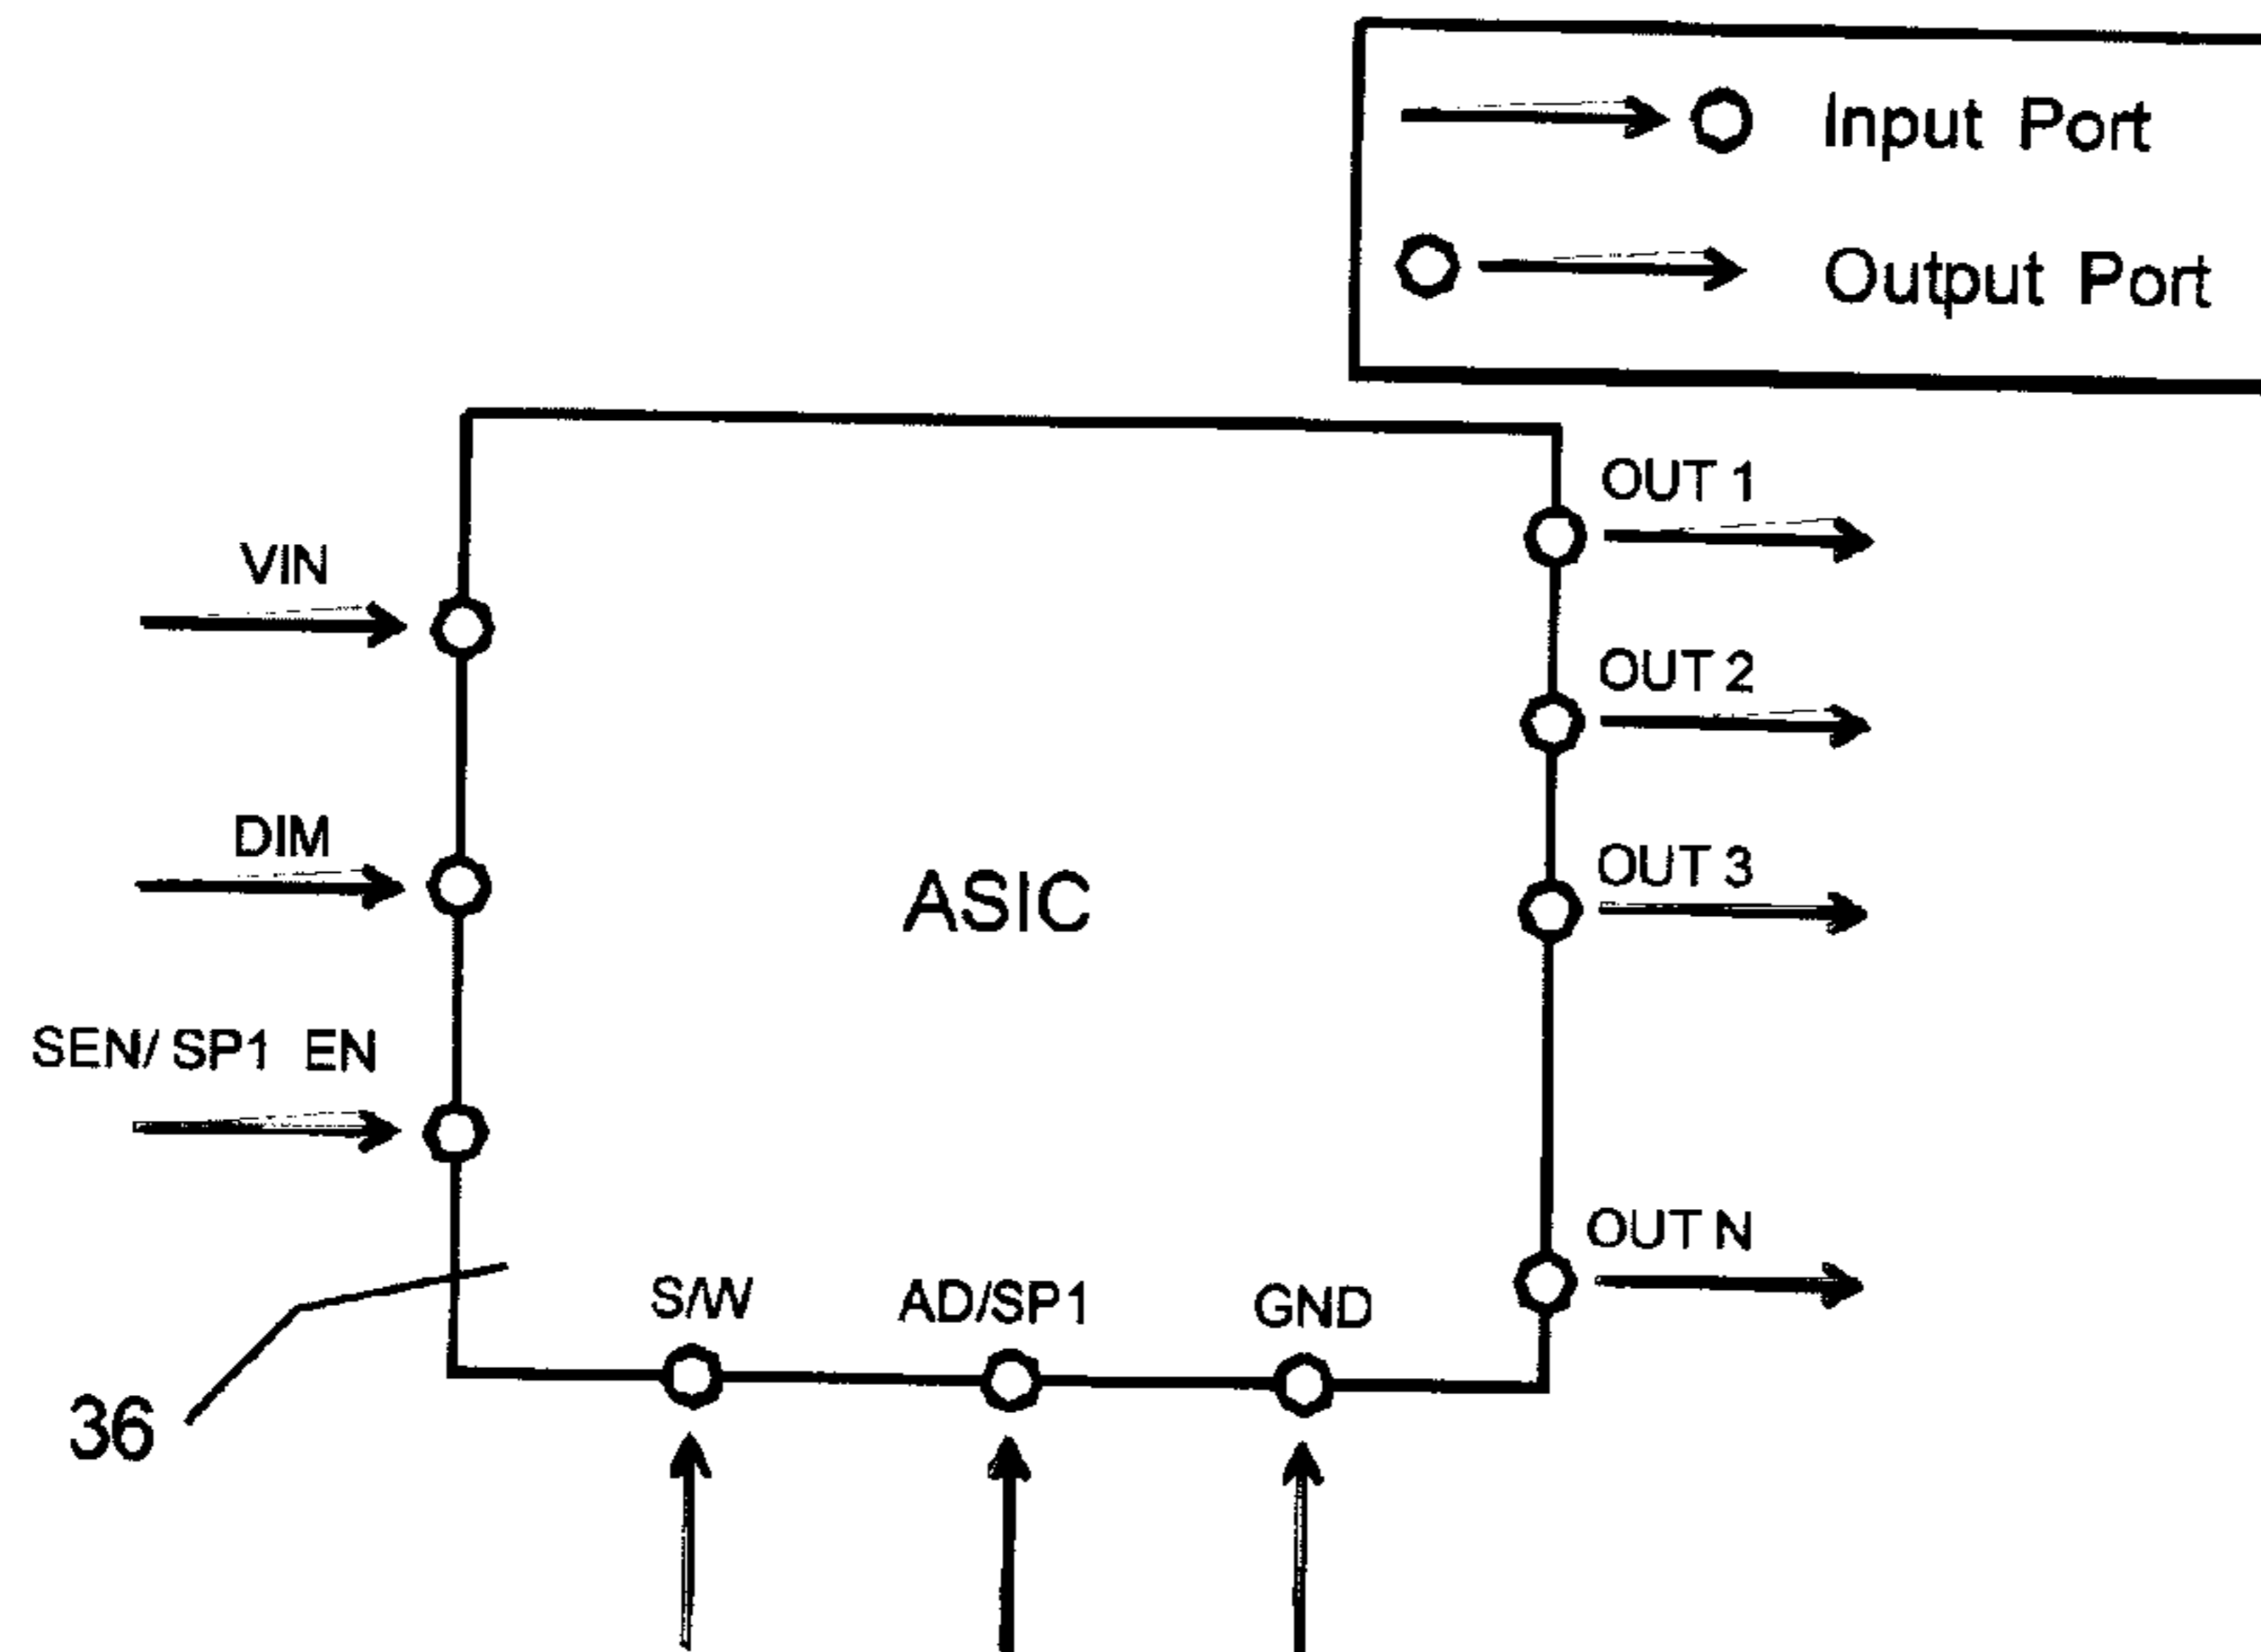 Input Port
Output Port
OUT 1
VIN
OUT 2
DIM
OUT 3
ASIC
SEN/ SP1 EN
OUT N
S/W
AD/SP1
GND
36